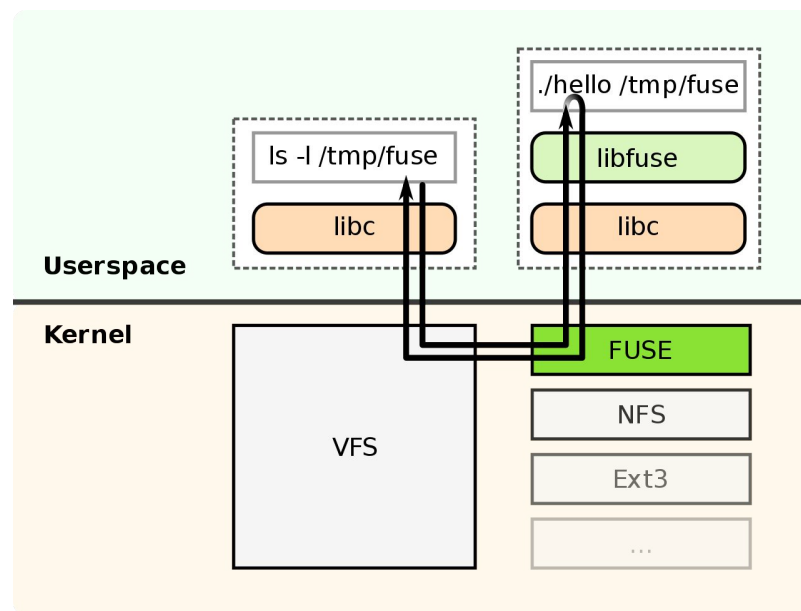 ./hello /tmp/fuse
ls -l /tmp/fuse
libfuse
libc
libc
Userspace
Kernel
FUSE
NFS
VFS
Ext3
...